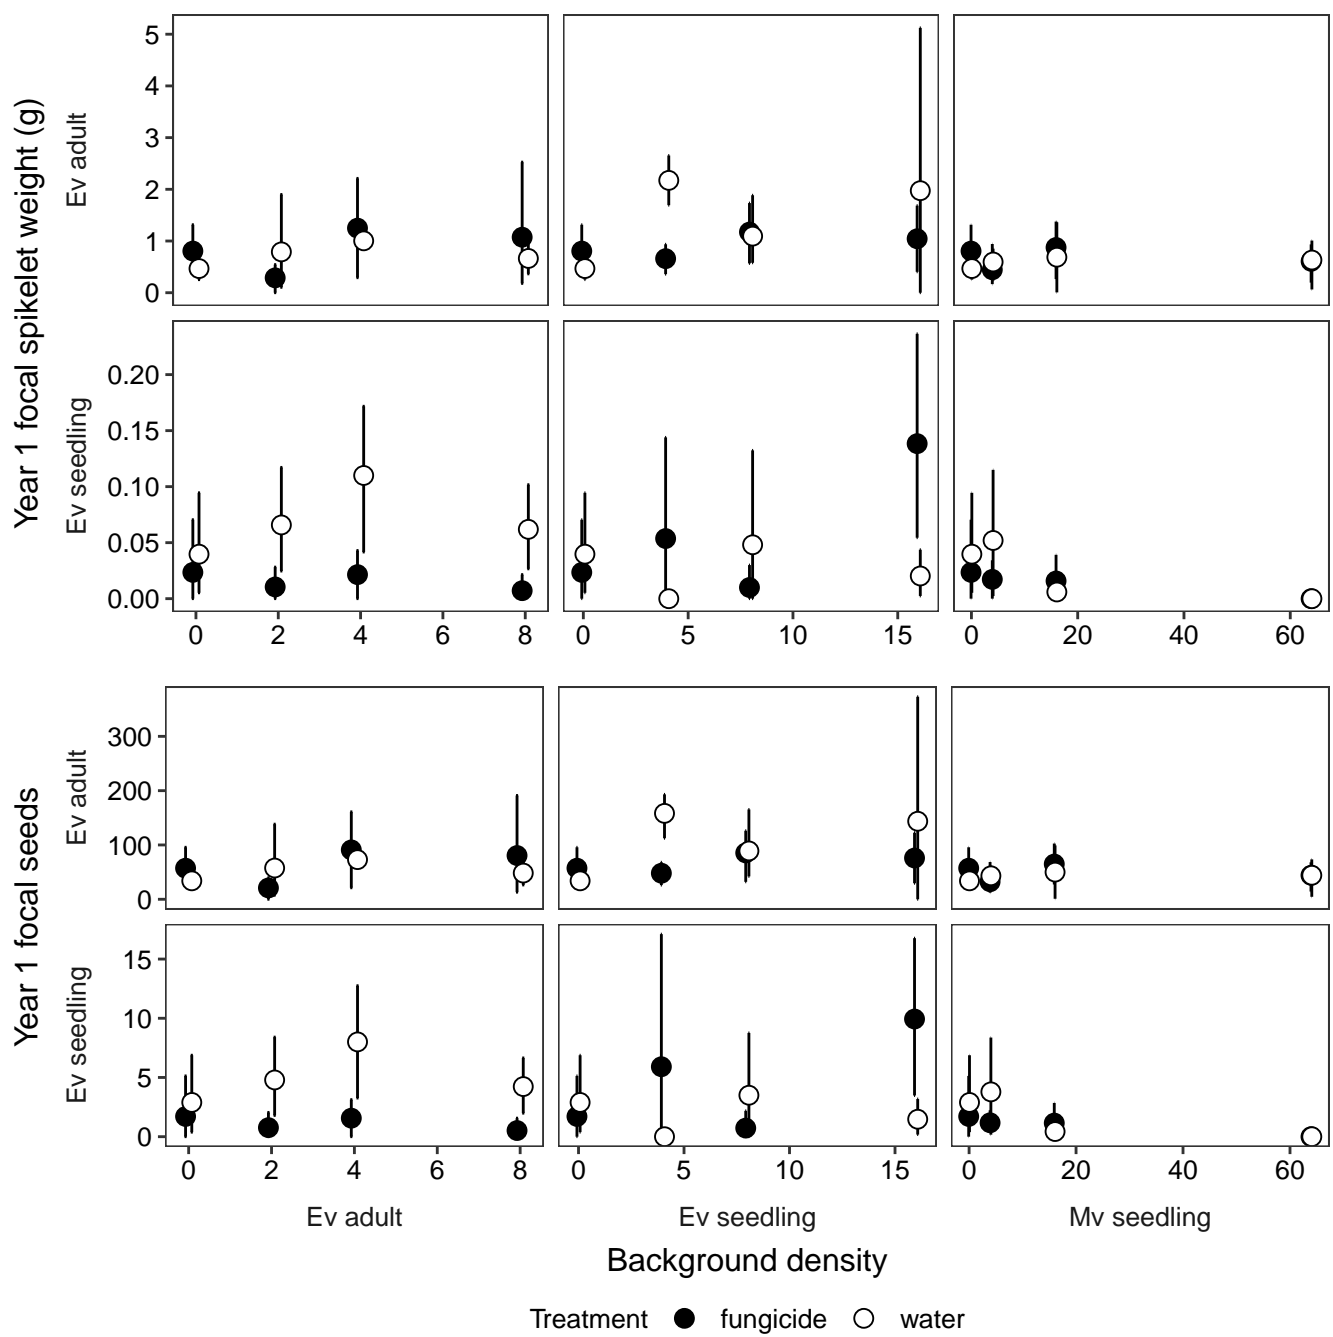 Year 1 focal spikelet weight (g)
Ev adult
5
4
3
2
1
0
Ev seedling
0.20
0.15
0.10
0.05
0.00
0 2 4 6 8
0 5 10 15
0 20 40 60
Year 1 focal seeds
Ev adult
300
200
100
0
Ev seedling
15
10
5
0
0 2 4 6 8
0 5 10 15
0 20 40 60
Ev adult Ev seedling Mv seedling
Background density
Treatment fungicide water